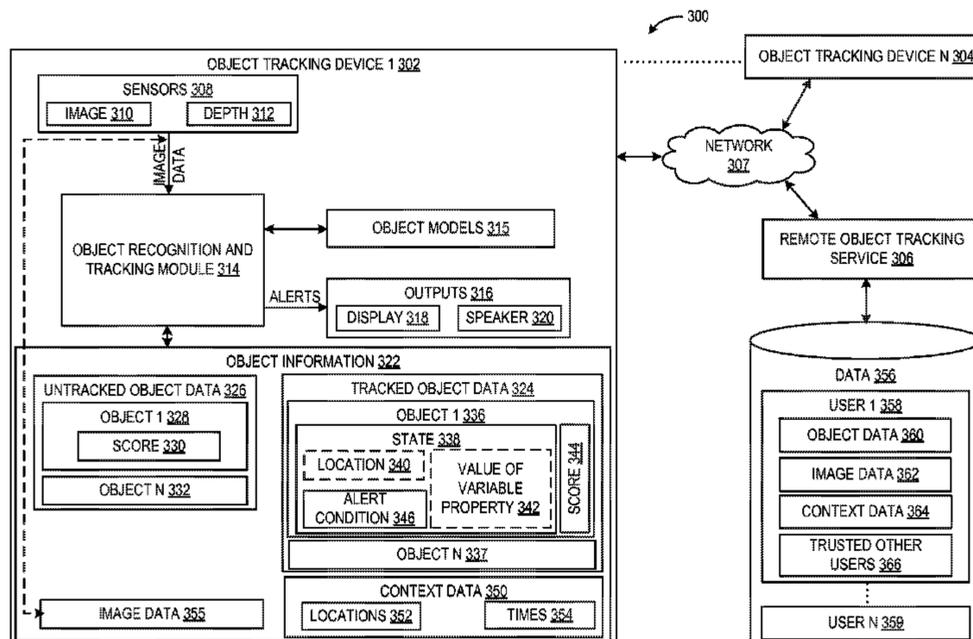 300
OBJECT TRACKING DEVICE 1 302
SENSORS 308
IMAGE 310
DEPTH 312
IMAGE
DATA
OBJECT RECOGNITION AND
TRACKING MODULE 314
OBJECT MODELS 315
ALERTS
OUTPUTS 316
DISPLAY 318
SPEAKER 320
OBJECT INFORMATION 322
UNTRACKED OBJECT DATA 326
OBJECT 1 328
SCORE 330
OBJECT N 332
TRACKED OBJECT DATA 324
OBJECT 1 336
STATE 338
LOCATION 340
ALERT
CONDITION 346
VALUE OF
VARIABLE
PROPERTY 342
SCORE 344
OBJECT N 337
CONTEXT DATA 350
LOCATIONS 352
TIMES 354
IMAGE DATA 355
OBJECT TRACKING DEVICE N 304
NETWORK
307
REMOTE OBJECT TRACKING
SERVICE 306
DATA 356
USER 1 358
OBJECT DATA 360
IMAGE DATA 362
CONTEXT DATA 364
TRUSTED OTHER
USERS 366
USER N 359